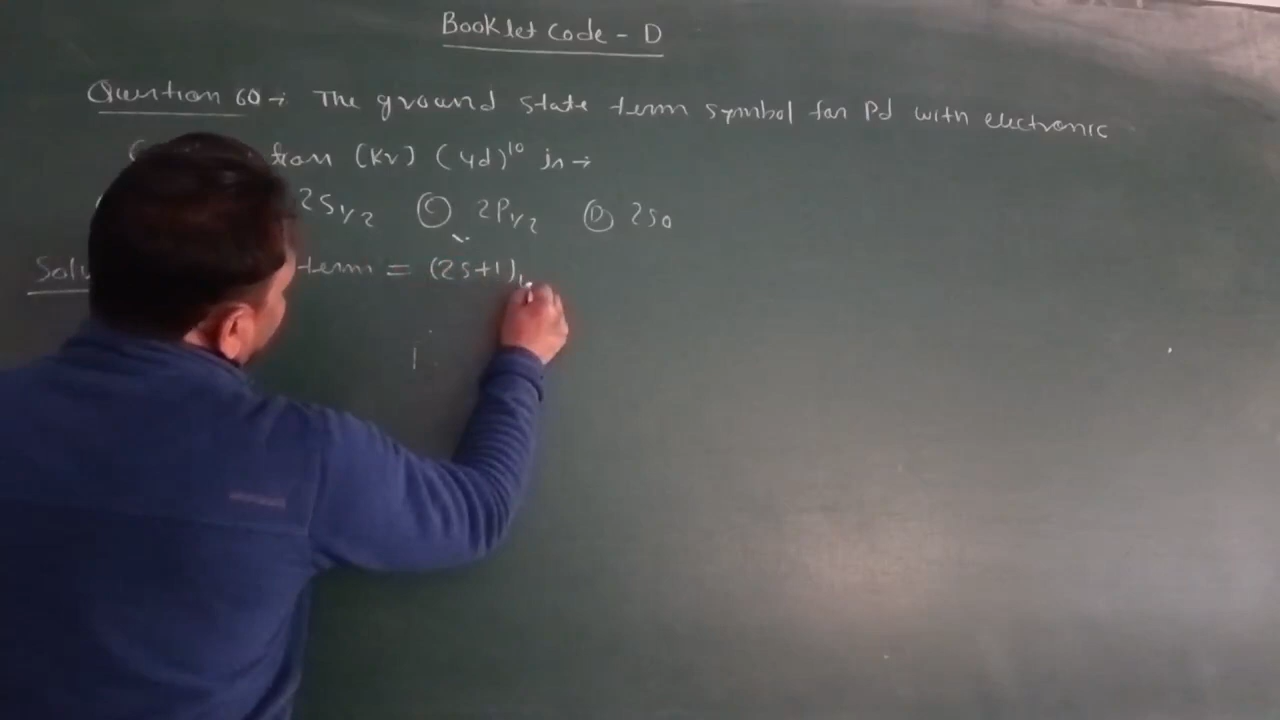 Booklet Code - D
Question 60 → The ground state term symbol for Pd with electronic
(Kr) (4d)¹⁰ is →
2S1/2 Ⓒ 2P1/2 Ⓓ 2S0
term = (2s+1)L